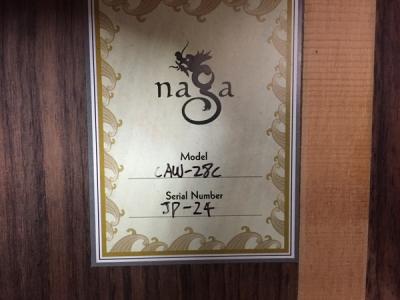 naga
Model
CAW-28C
Serial Number
JP-24